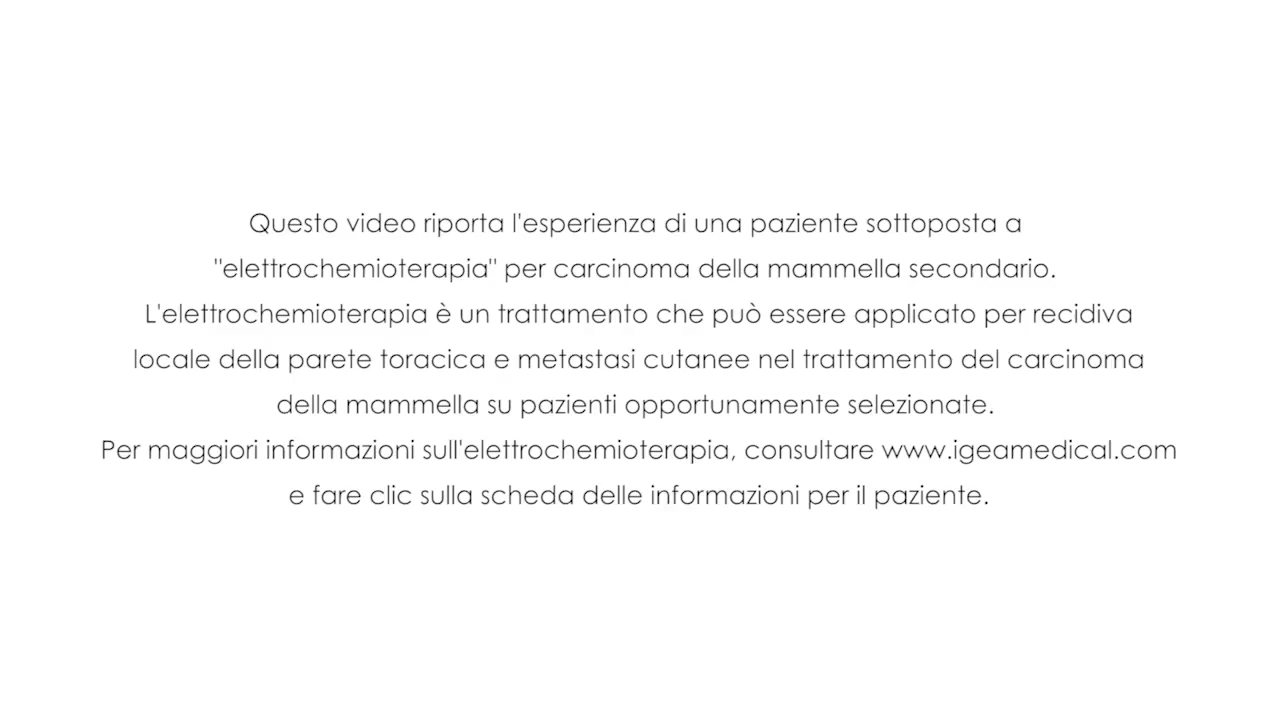 Questo video riporta l'esperienza di una paziente sottoposta a
"elettrochemioterapia" per carcinoma della mammella secondario.
L'elettrochemioterapia è un trattamento che può essere applicato per recidiva
locale della parete toracica e metastasi cutanee nel trattamento del carcinoma
della mammella su pazienti opportunamente selezionate.
Per maggiori informazioni sull'elettrochemioterapia, consultare www.igeamedical.com
e fare clic sulla scheda delle informazioni per il paziente.